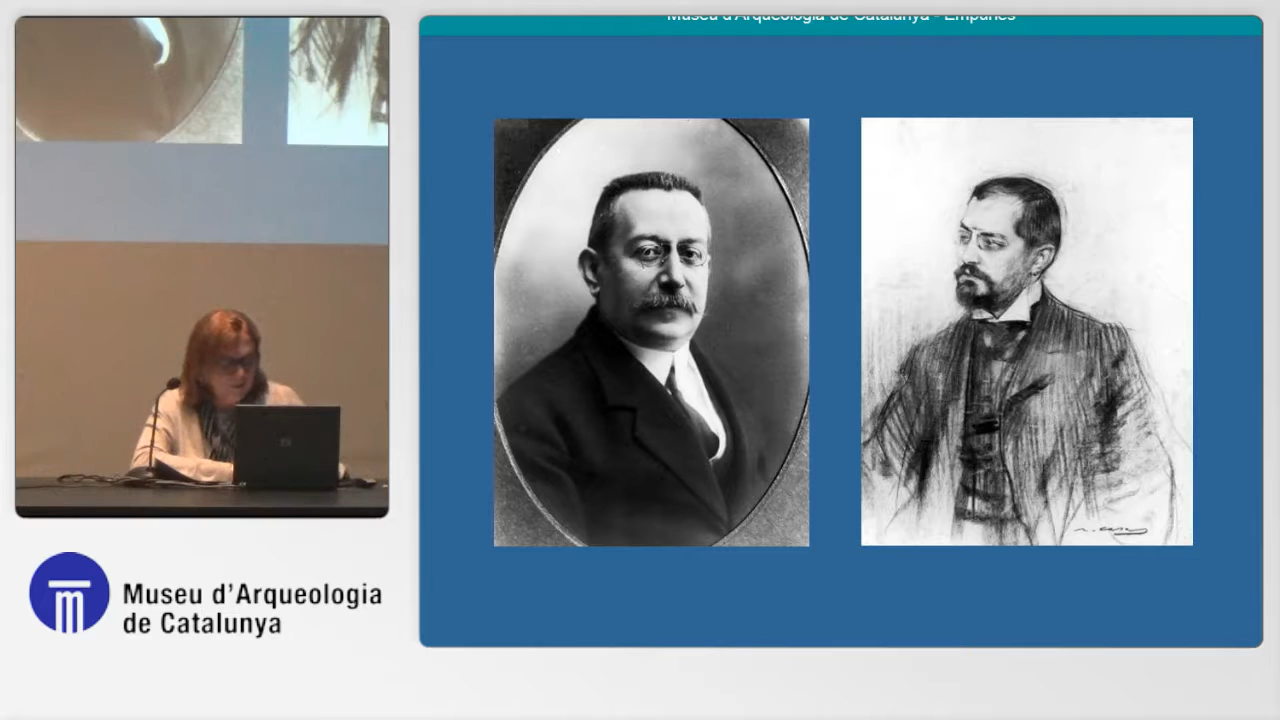 Museu d'Arqueologia de Catalunya - Empúries
Museu d'Arqueologia
de Catalunya